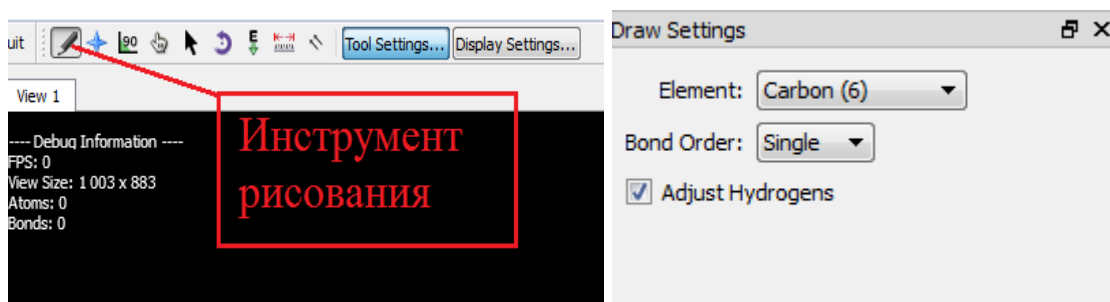 uit
90
E
Tool Settings...
Display Settings...
View 1
---- Debug Information ----
FPS: 0
View Size: 1 003 x 883
Atoms: 0
Bonds: 0
Инструмент
рисования
Draw Settings
Element: Carbon (6)
Bond Order: Single
Adjust Hydrogens